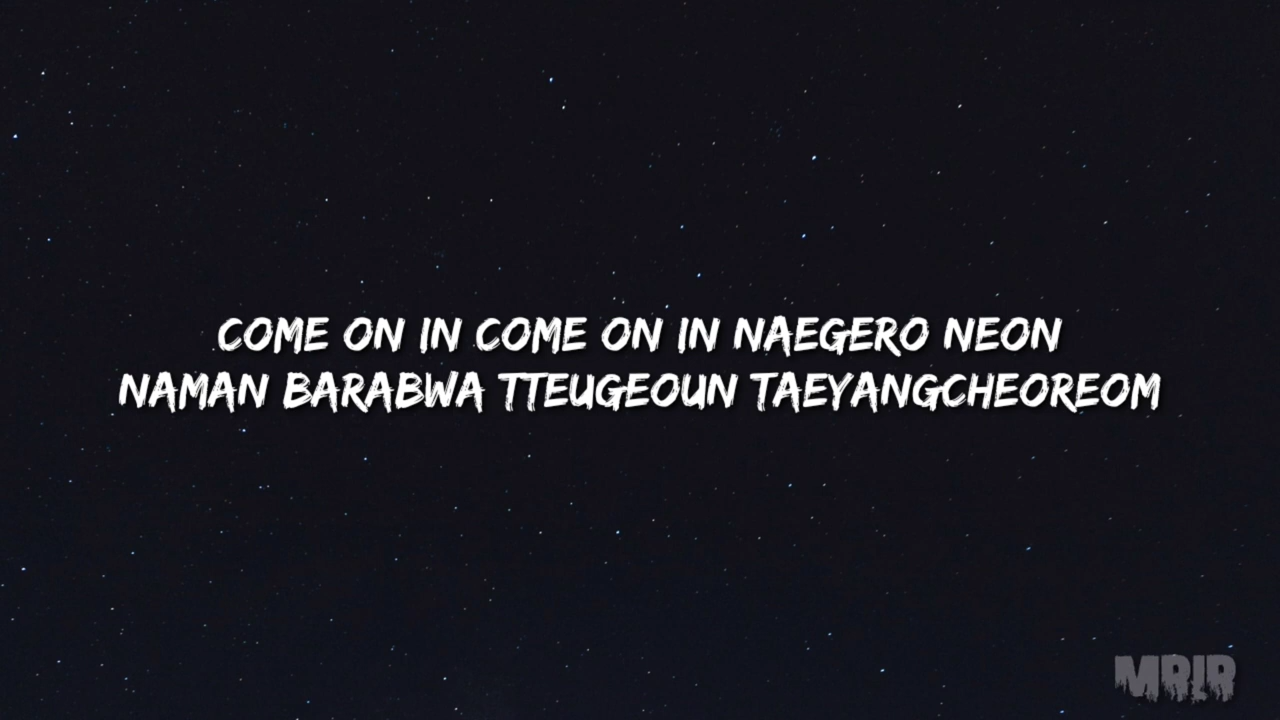 COME ON IN COME ON IN NAEGERO NEON
NAMAN BARABWA TTEUGEOUN TAEYANGCHEOREOM
MRIR